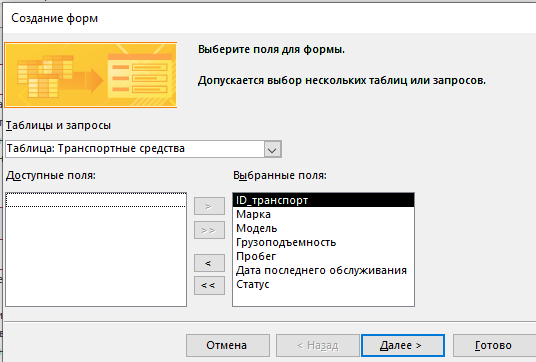 Создание форм
Выберите поля для формы.
Допускается выбор нескольких таблиц или запросов.
Таблицы и запросы
Таблица: Транспортные средства
Доступные поля:
Выбранные поля:
>
>>
<
<<
ID_транспорт
Марка
Модель
Грузоподъемность
Пробег
Дата последнего обслуживания
Статус
Отмена
< Назад
Далее >
Готово